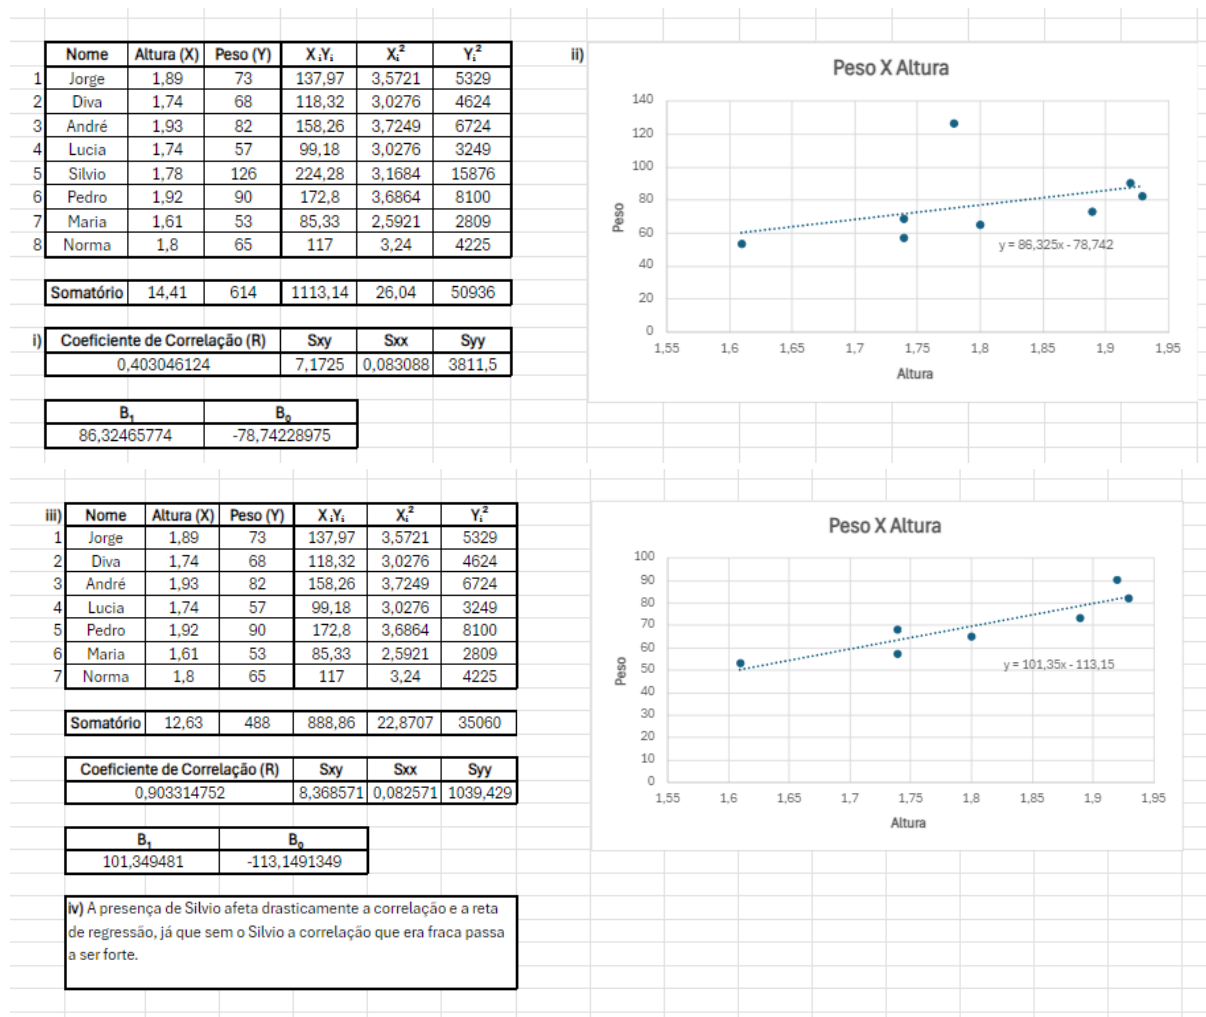 Nome Altura (X) Peso (Y) XᵢYᵢ Xᵢ² Yᵢ²
1 Jorge 1,89 73 137,97 3,5721 5329
2 Diva 1,74 68 118,32 3,0276 4624
3 André 1,93 82 158,26 3,7249 6724
4 Lucia 1,74 57 99,18 3,0276 3249
5 Silvio 1,78 126 224,28 3,1684 15876
6 Pedro 1,92 90 172,8 3,6864 8100
7 Maria 1,61 53 85,33 2,5921 2809
8 Norma 1,8 65 117 3,24 4225
Somatório 14,41 614 1113,14 26,04 50936
i) Coeficiente de Correlação (R) Sxy Sxx Syy
0,403046124 7,1725 0,083088 3811,5
B₁ B₀
86,32465774 -78,74228975
ii)
Peso X Altura
140
120
100
80
60
40
20
0
Peso
y = 86,325x - 78,742
1,55 1,6 1,65 1,7 1,75 1,8 1,85 1,9 1,95
Altura
iii) Nome Altura (X) Peso (Y) XᵢYᵢ Xᵢ² Yᵢ²
1 Jorge 1,89 73 137,97 3,5721 5329
2 Diva 1,74 68 118,32 3,0276 4624
3 André 1,93 82 158,26 3,7249 6724
4 Lucia 1,74 57 99,18 3,0276 3249
5 Pedro 1,92 90 172,8 3,6864 8100
6 Maria 1,61 53 85,33 2,5921 2809
7 Norma 1,8 65 117 3,24 4225
Somatório 12,63 488 888,86 22,8707 35060
Coeficiente de Correlação (R) Sxy Sxx Syy
0,903314752 8,368571 0,082571 1039,429
B₁ B₀
101,349481 -113,1491349
iv) A presença de Silvio afeta drasticamente a correlação e a reta
de regressão, já que sem o Silvio a correlação que era fraca passa
a ser forte.
Peso X Altura
100
90
80
70
60
50
40
30
20
10
0
Peso
y = 101,35x - 113,15
1,55 1,6 1,65 1,7 1,75 1,8 1,85 1,9 1,95
Altura